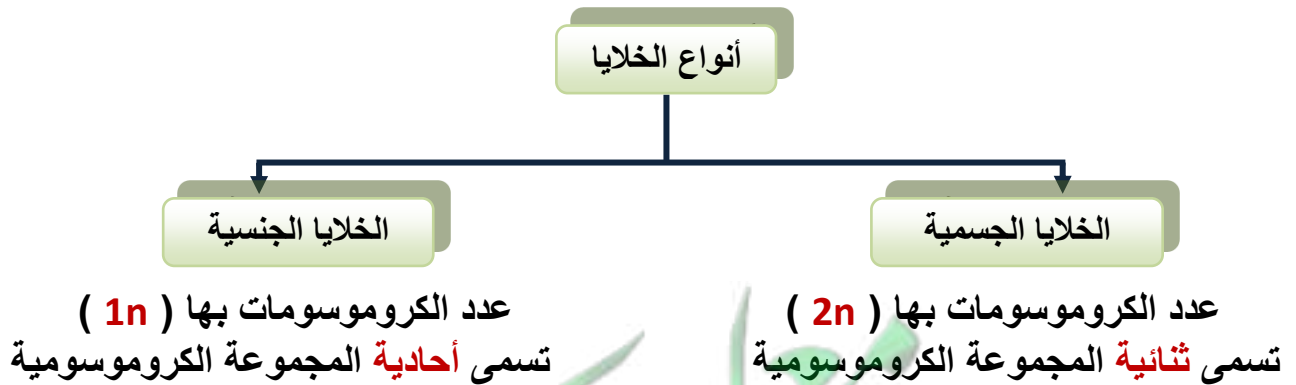 أنواع الخلايا
الخلايا الجسمية
عدد الكروموسومات بها ( 2n )
تسمى ثنائية المجموعة الكروموسومية
الخلايا الجنسية
عدد الكروموسومات بها ( 1n )
تسمى أحادية المجموعة الكروموسومية